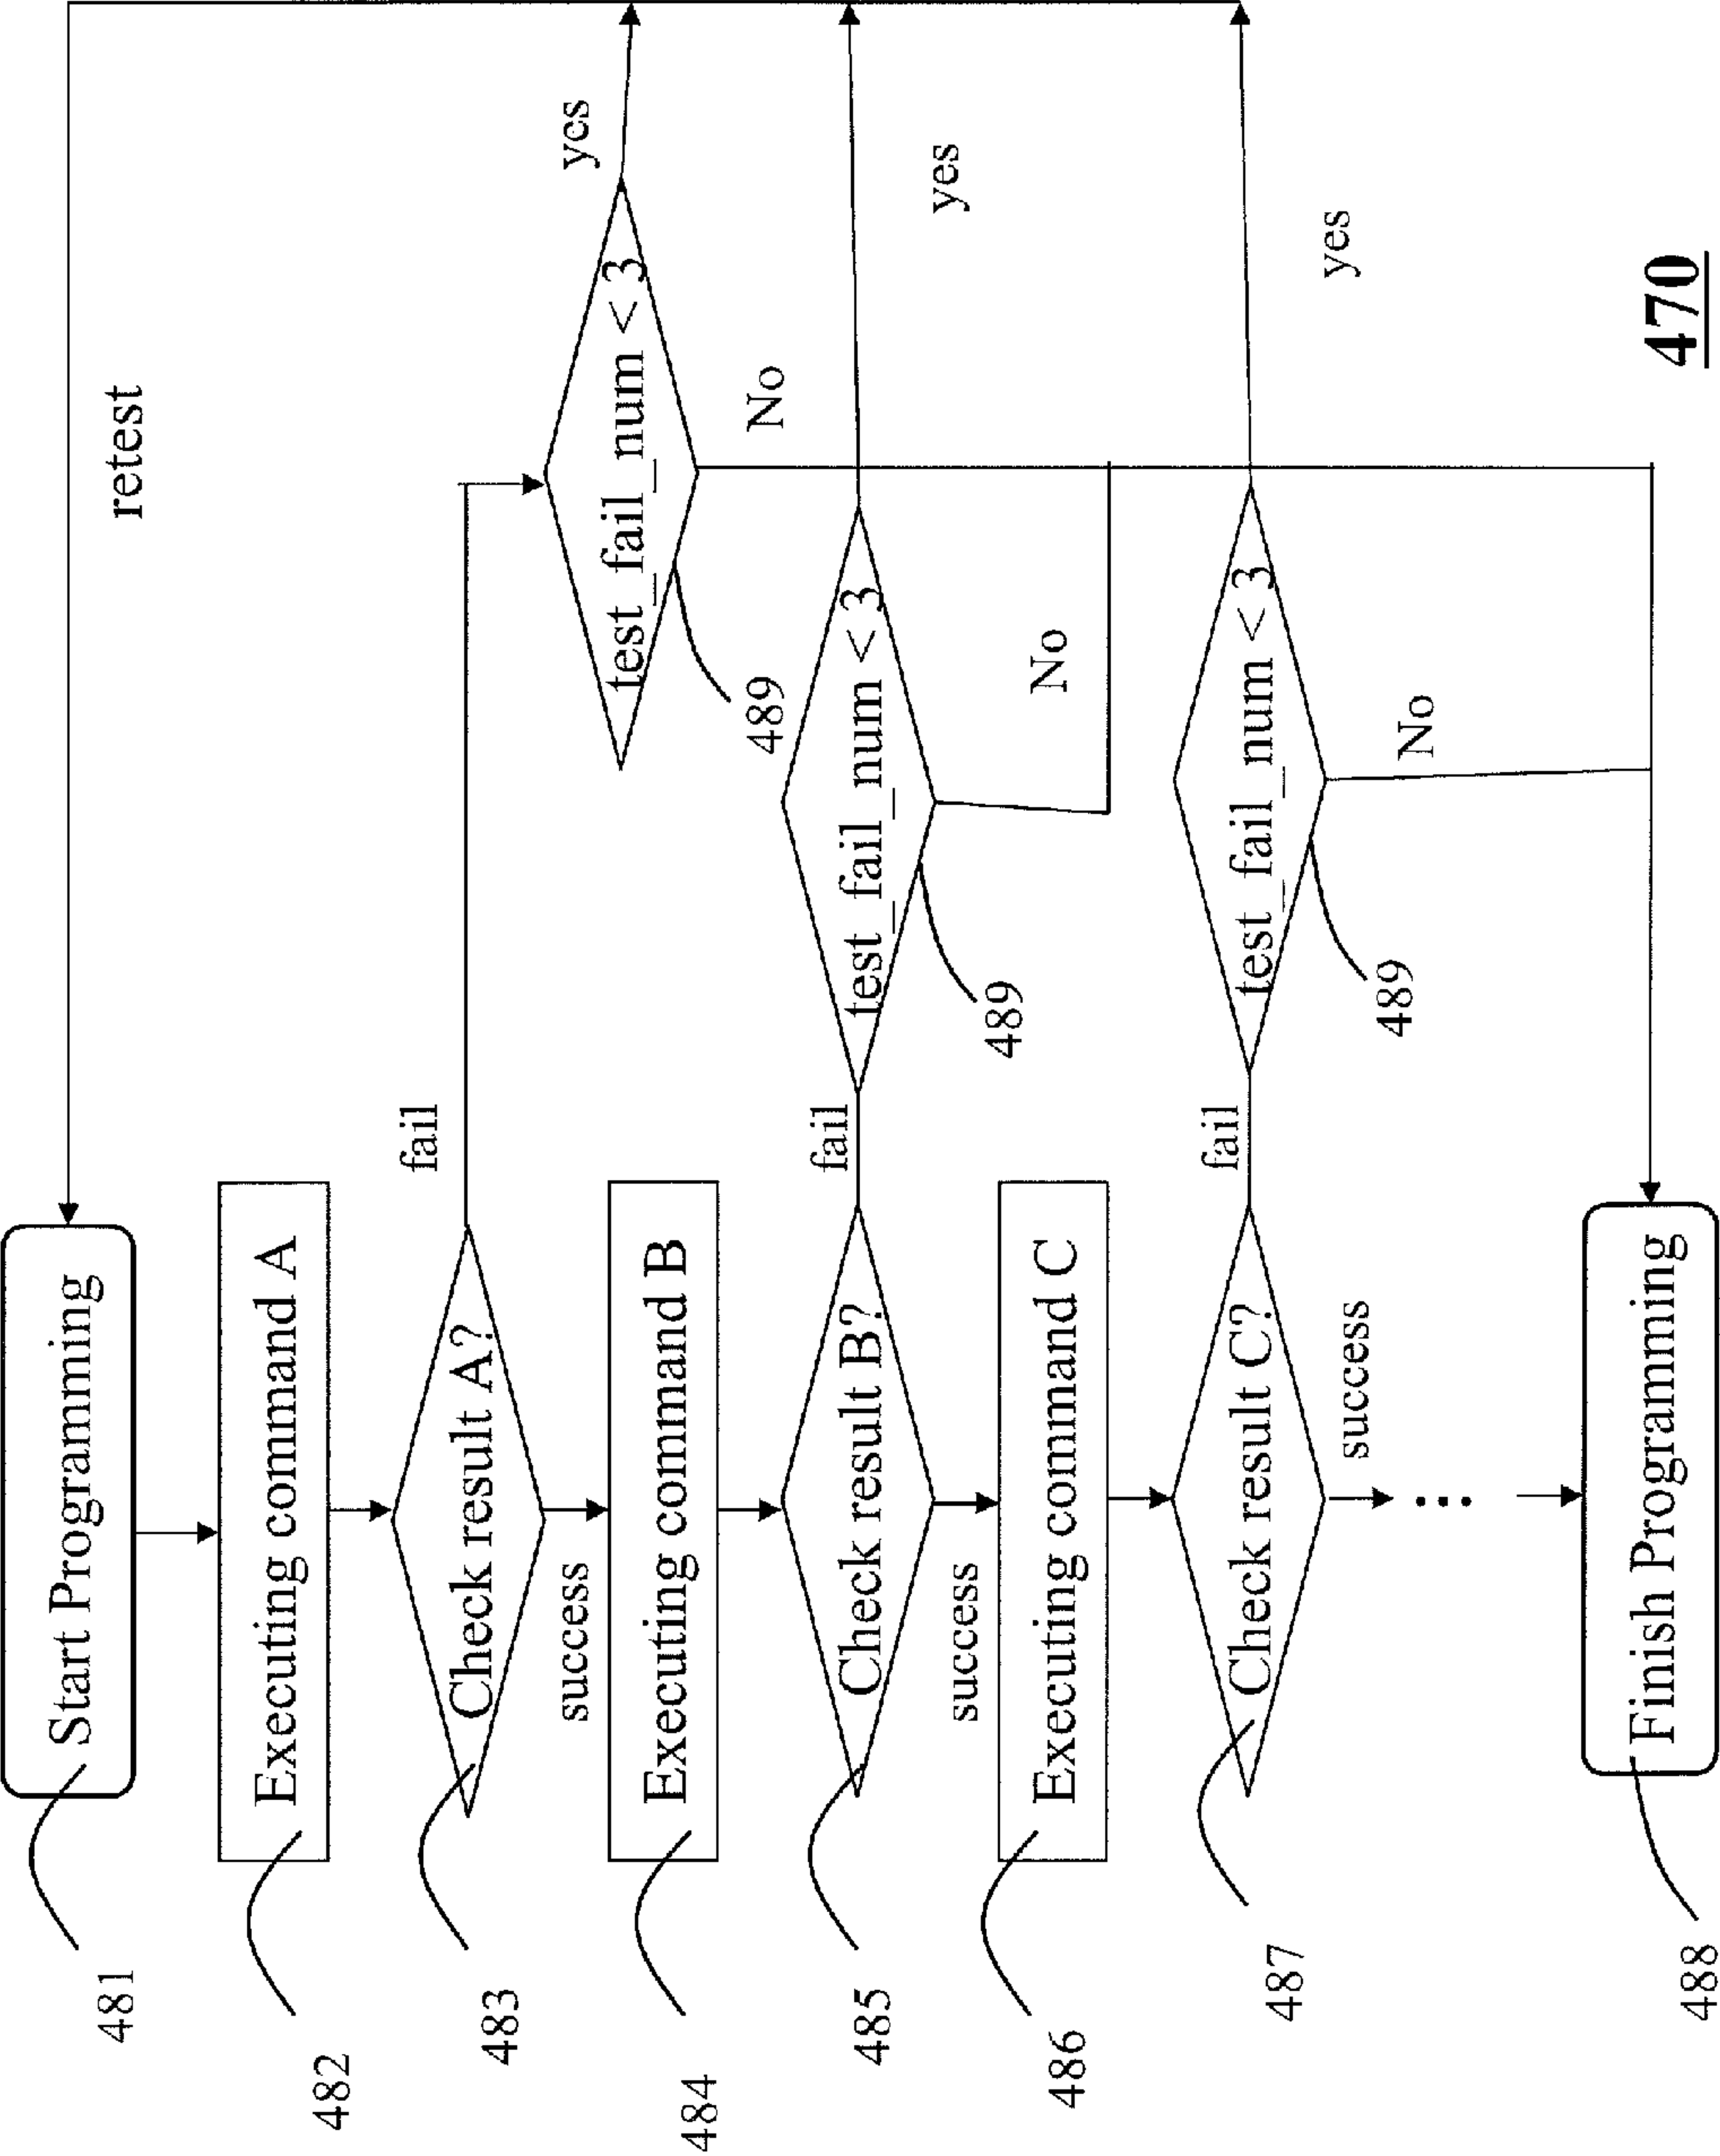 retest
Start Programming
481
Executing command A
482
Check result A?
483
fail
test_fail_num < 3
489
yes
No
success
Executing command B
484
Check result B?
485
fail
test_fail_num < 3
489
yes
No
success
Executing command C
486
Check result C?
487
fail
test_fail_num < 3
489
yes
No
success
...
Finish Programming
488
470